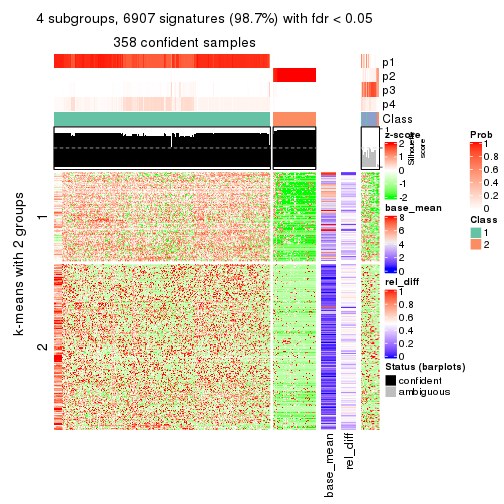 4 subgroups, 6907 signatures (98.7%) with fdr < 0.05
358 confident samples
p1
p2
p3
p4
Class
1
Silhouette score
k-means with 2 groups
1
2
base_mean
rel_diff
z-score
2
1
0
-1
-2
base_mean
8
6
4
2
0
rel_diff
1
0.8
0.6
0.4
0.2
0
Status (barplots)
confident
ambiguous
Prob
1
0.8
0.6
0.4
0.2
0
Class
1
2